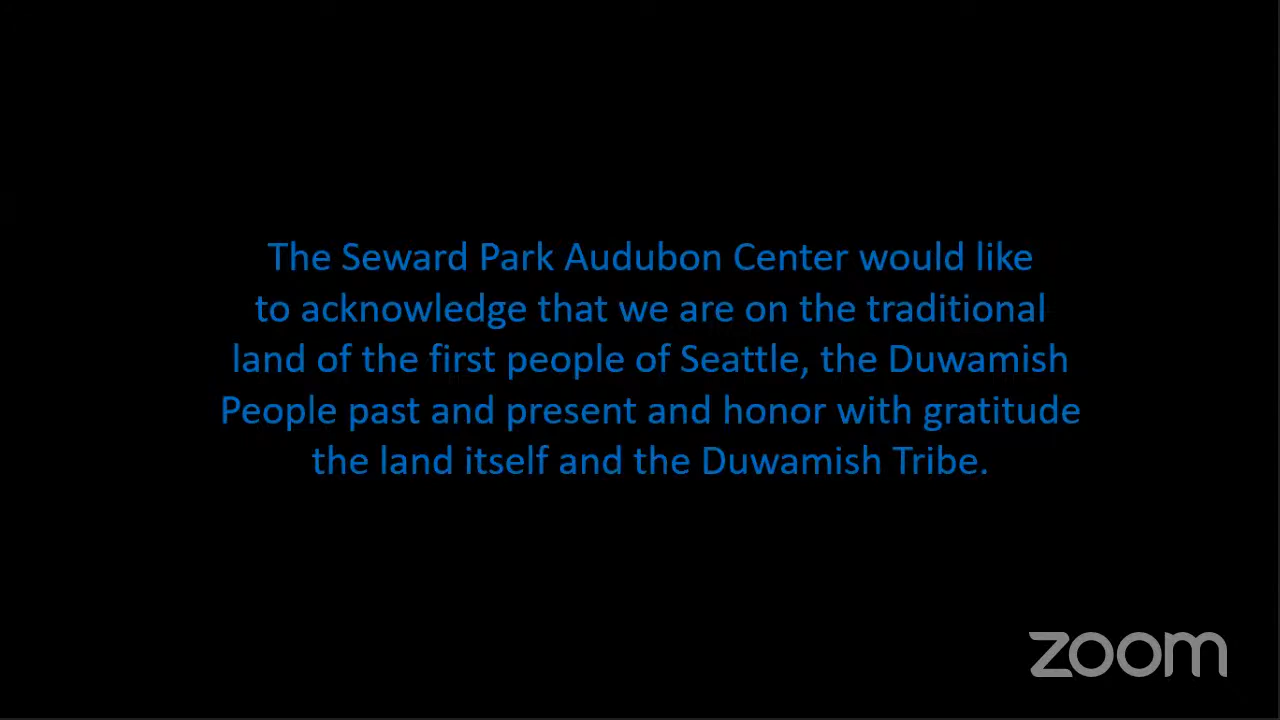 The Seward Park Audubon Center would like
to acknowledge that we are on the traditional
land of the first people of Seattle, the Duwamish
People past and present and honor with gratitude
the land itself and the Duwamish Tribe.
zoom